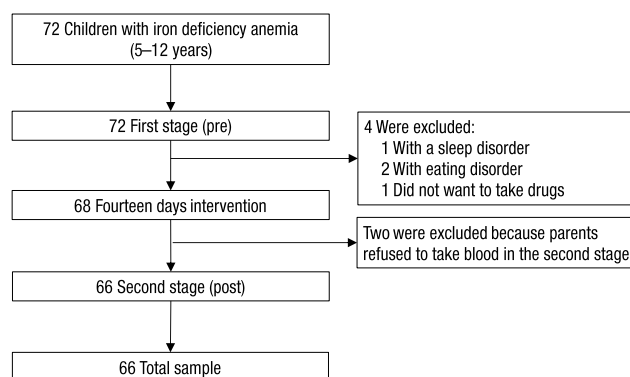 72 Children with iron deficiency anemia
(5–12 years)
72 First stage (pre)
4 Were excluded:
1 With a sleep disorder
2 With eating disorder
1 Did not want to take drugs
68 Fourteen days intervention
Two were excluded because parents
refused to take blood in the second stage
66 Second stage (post)
66 Total sample